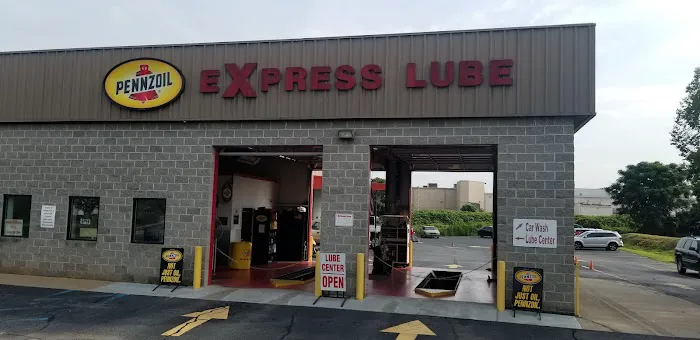 PENNZOIL
EXPRESS LUBE
Car Wash
Lube Center
LUBE
CENTER
OPEN
NOT
JUST OIL,
PENNZOIL.
NOT
JUST OIL,
PENNZOIL.